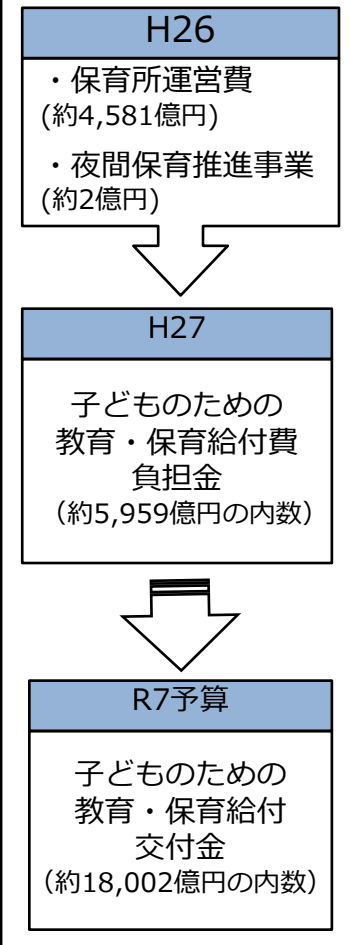 H26
・保育所運営費
(約4,581億円)
・夜間保育推進事業
(約2億円)
H27
子どものための
教育・保育給付費
負担金
（約5,959億円の内数）
R7予算
子どものための
教育・保育給付
交付金
（約18,002億円の内数）